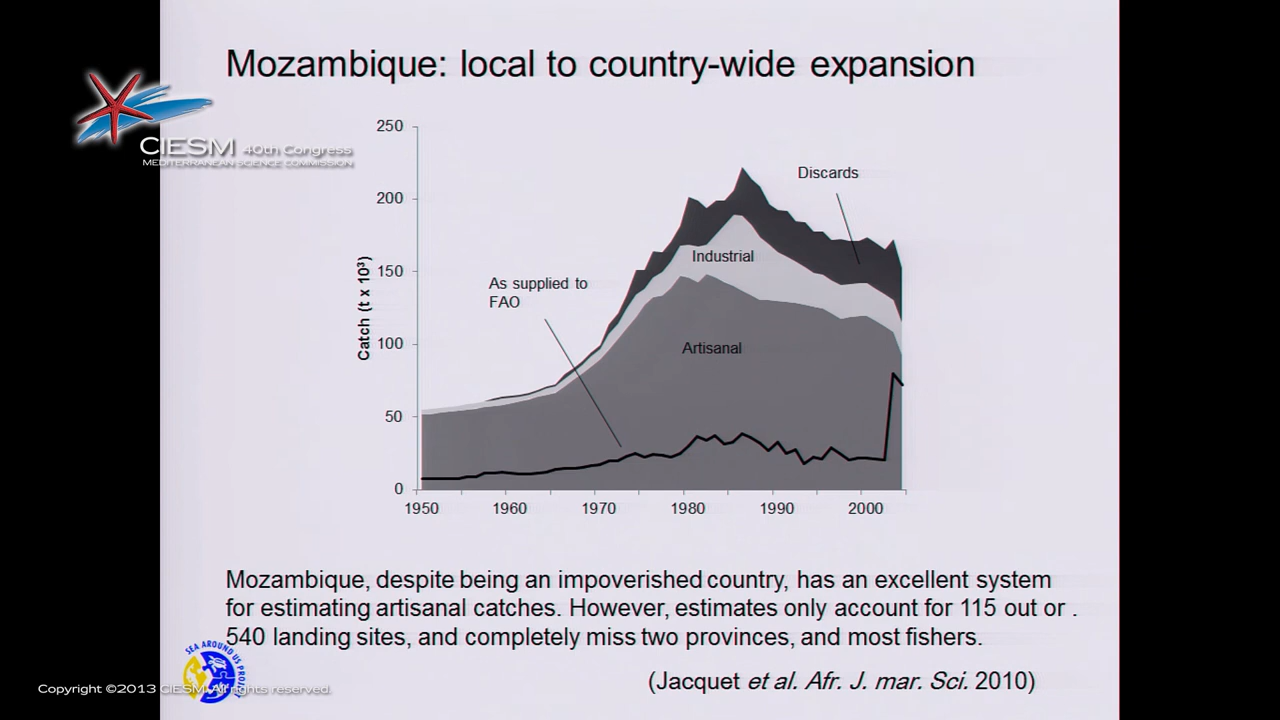 Mozambique: local to country-wide expansion
CIESM 40th Congress
MEDITERRANEAN SCIENCE COMMISSION
250
200
150
100
50
0
Catch (t x 10³)
Discards
Industrial
As supplied to
FAO
Artisanal
1950 1960 1970 1980 1990 2000
Mozambique, despite being an impoverished country, has an excellent system
for estimating artisanal catches. However, estimates only account for 115 out or .
540 landing sites, and completely miss two provinces, and most fishers.
SEA AROUND US PROJ
(Jacquet et al. Afr. J. mar. Sci. 2010)
Copyright ©2013 CIESM. All rights reserved.